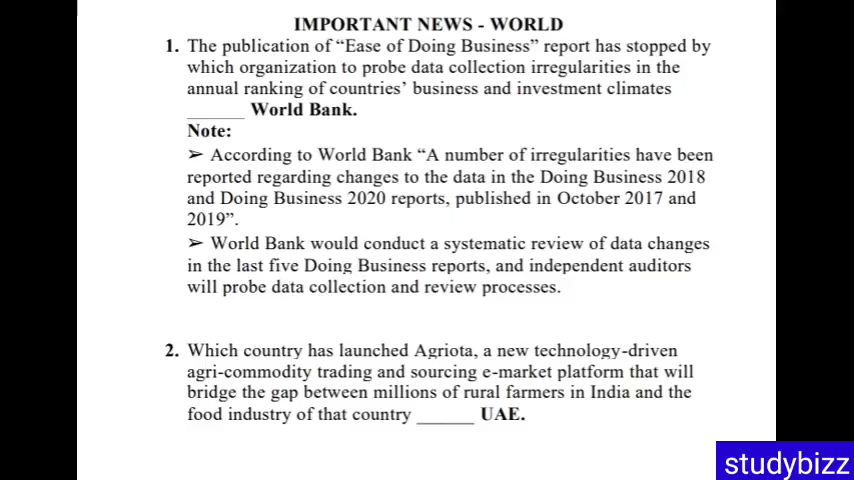 IMPORTANT NEWS - WORLD
1. The publication of “Ease of Doing Business” report has stopped by
which organization to probe data collection irregularities in the
annual ranking of countries’ business and investment climates
______ World Bank.
Note:
➢ According to World Bank “A number of irregularities have been
reported regarding changes to the data in the Doing Business 2018
and Doing Business 2020 reports, published in October 2017 and
2019”.
➢ World Bank would conduct a systematic review of data changes
in the last five Doing Business reports, and independent auditors
will probe data collection and review processes.
2. Which country has launched Agriota, a new technology-driven
agri-commodity trading and sourcing e-market platform that will
bridge the gap between millions of rural farmers in India and the
food industry of that country ______ UAE.
studybizz